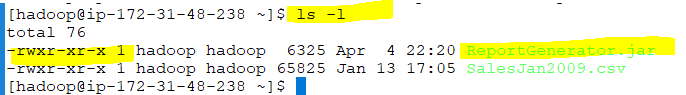 [hadoop@ip-172-31-48-238 ~]$ ls -l
total 76
-rwxr-xr-x 1 hadoop hadoop  6325 Apr  4 22:20 ReportGenerator.jar
-rwxr-xr-x 1 hadoop hadoop 65825 Jan 13 17:05 SalesJan2009.csv
[hadoop@ip-172-31-48-238 ~]$